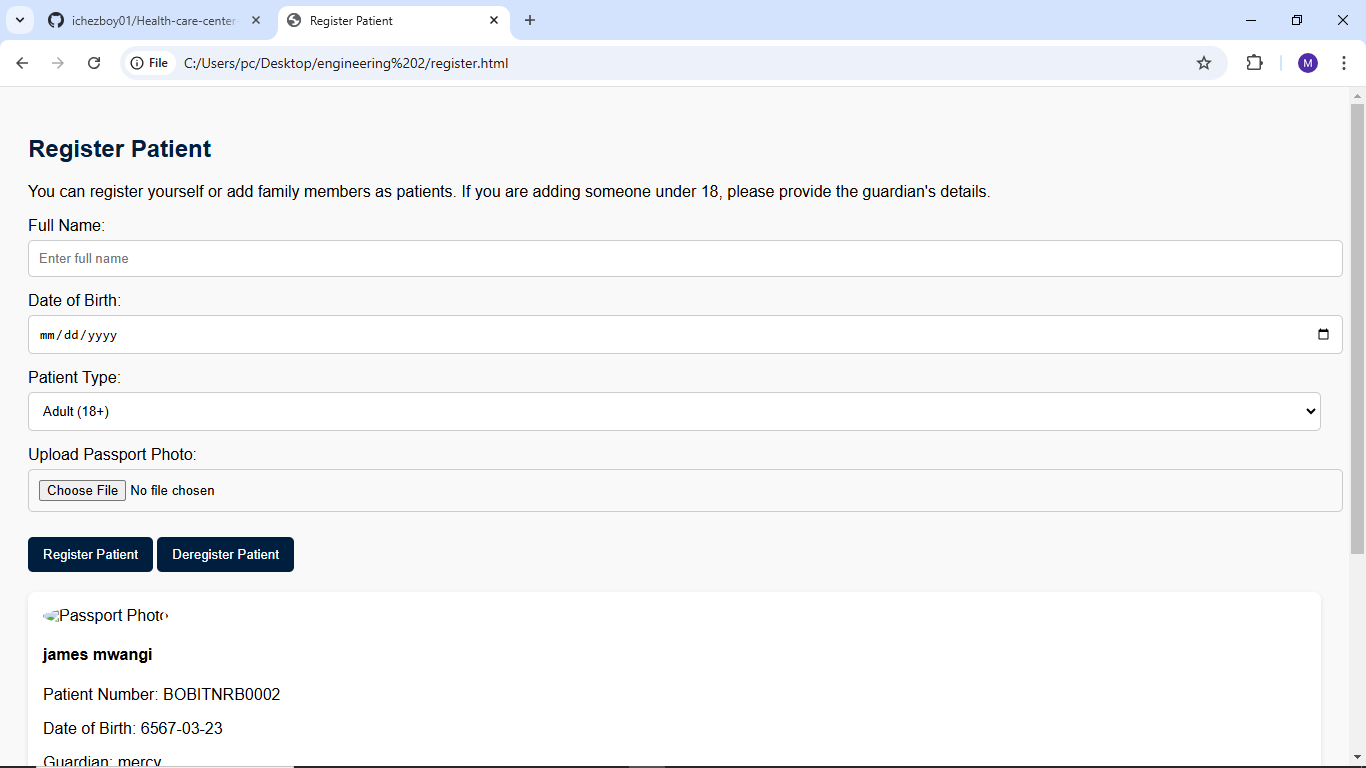 ichezboy01/Health-care-center
Register Patient
File
C:/Users/pc/Desktop/engineering%202/register.html
M
Register Patient
You can register yourself or add family members as patients. If you are adding someone under 18, please provide the guardian's details.
Full Name:
Enter full name
Date of Birth:
mm/dd/yyyy
Patient Type:
Adult (18+)
Upload Passport Photo:
Choose File No file chosen
Register Patient
Deregister Patient
Passport Photo
james mwangi
Patient Number: BOBITNRB0002
Date of Birth: 6567-03-23
Guardian: mercy